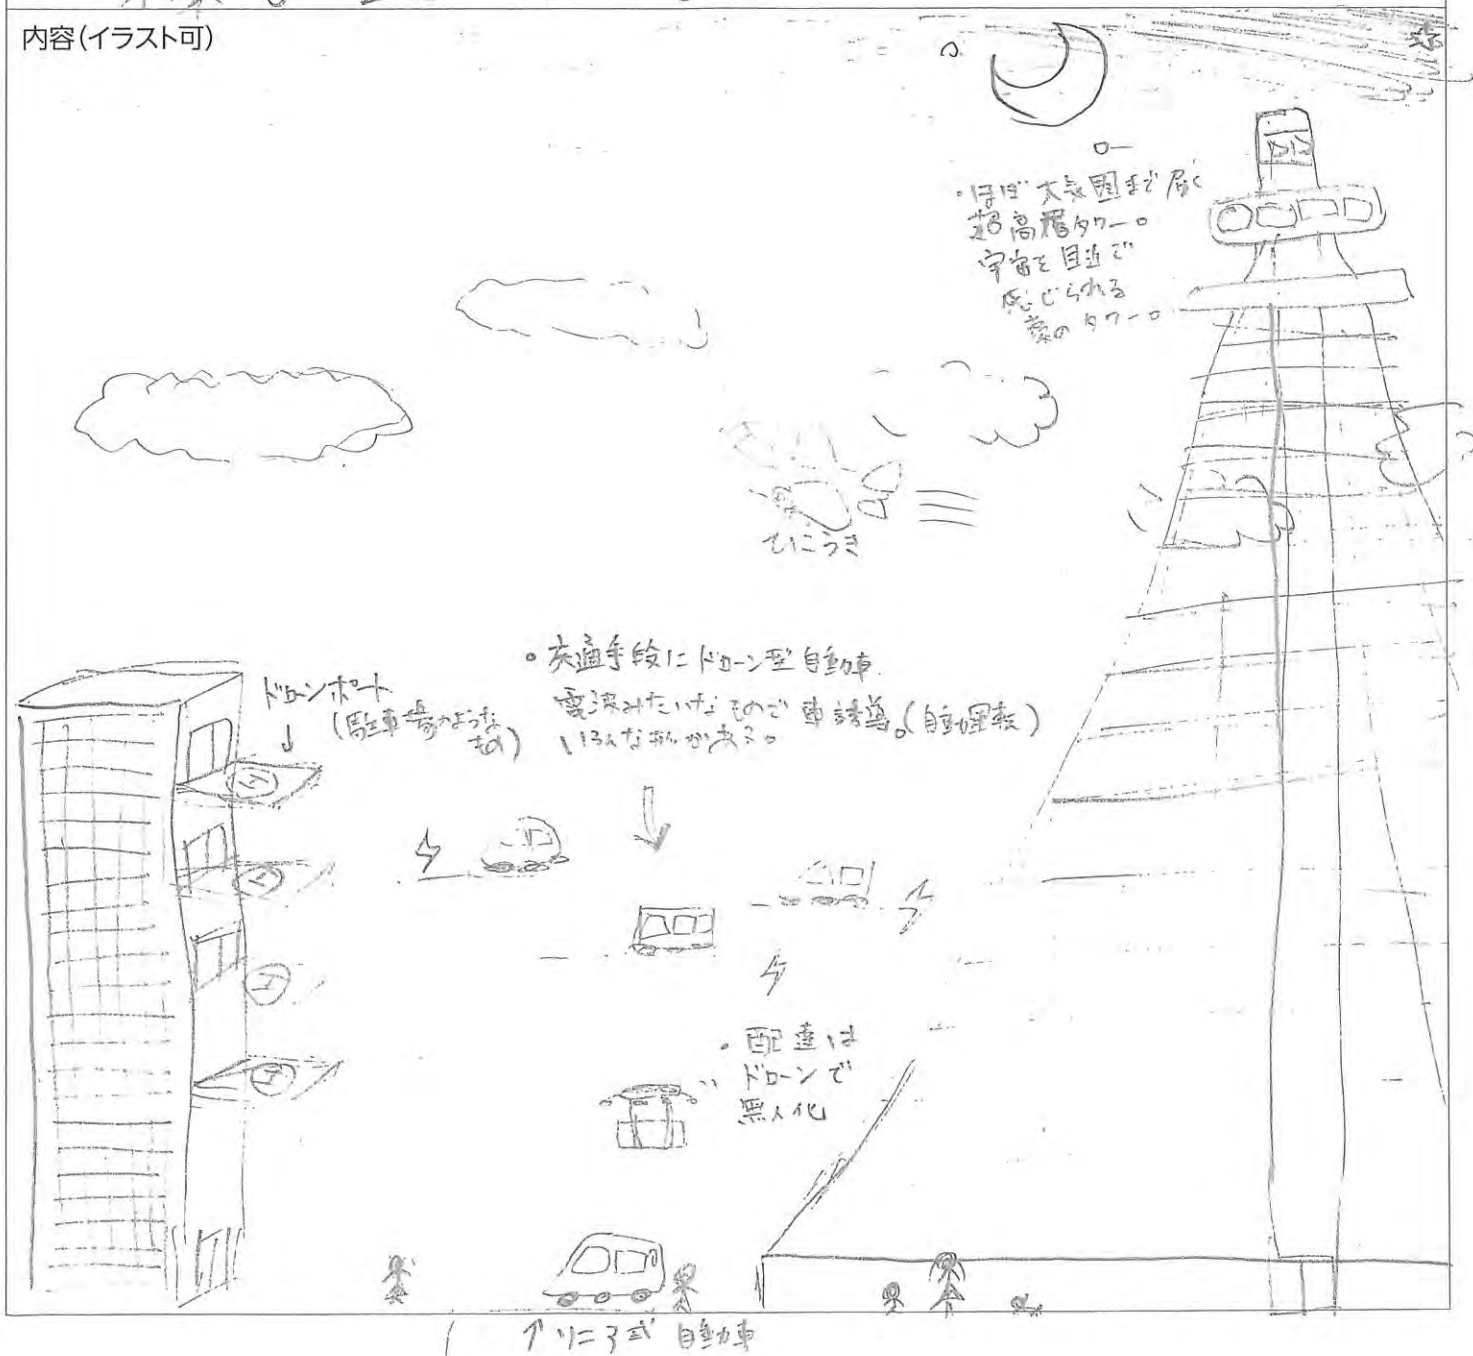 内容(イラスト可)
・ほぼ大気圏まで届く
超高層タワー。
宇宙を目近で
感じられる
夢のタワー。
ひこうき
・交通手段にドローン型自動車
電波みたいなもので車誘導。(自動運転)
いろんな形がある。
ドローンポート
(駐車場のような
もの)
・配達は
ドローンで
無人化
↑リニア式 自動車